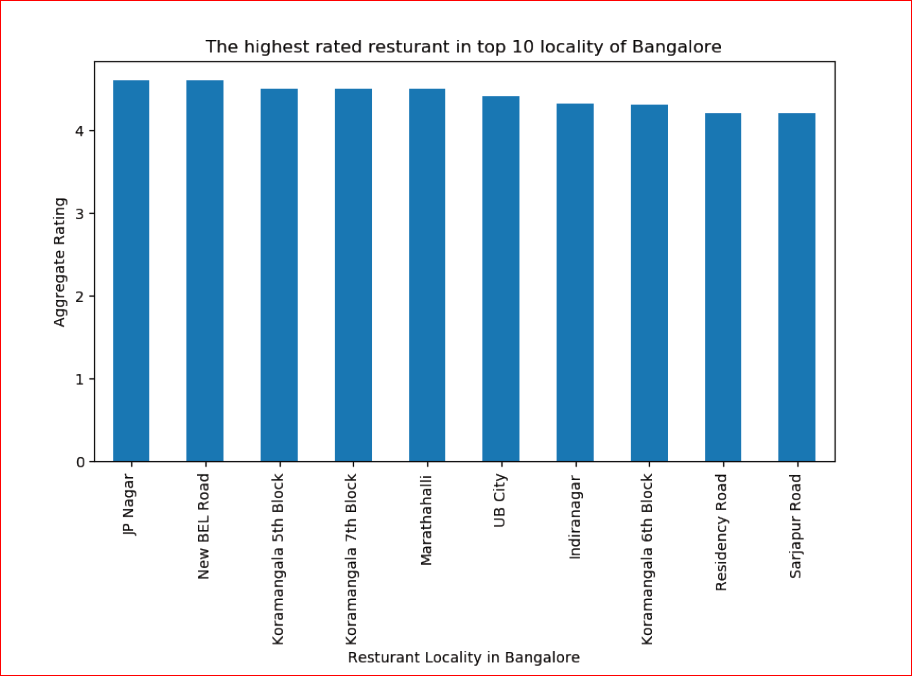 The highest rated resturant in top 10 locality of Bangalore
Aggregate Rating
4
3
2
1
0
JP Nagar
New BEL Road
Koramangala 5th Block
Koramangala 7th Block
Marathahalli
UB City
Indiranagar
Koramangala 6th Block
Residency Road
Sarjapur Road
Resturant Locality in Bangalore